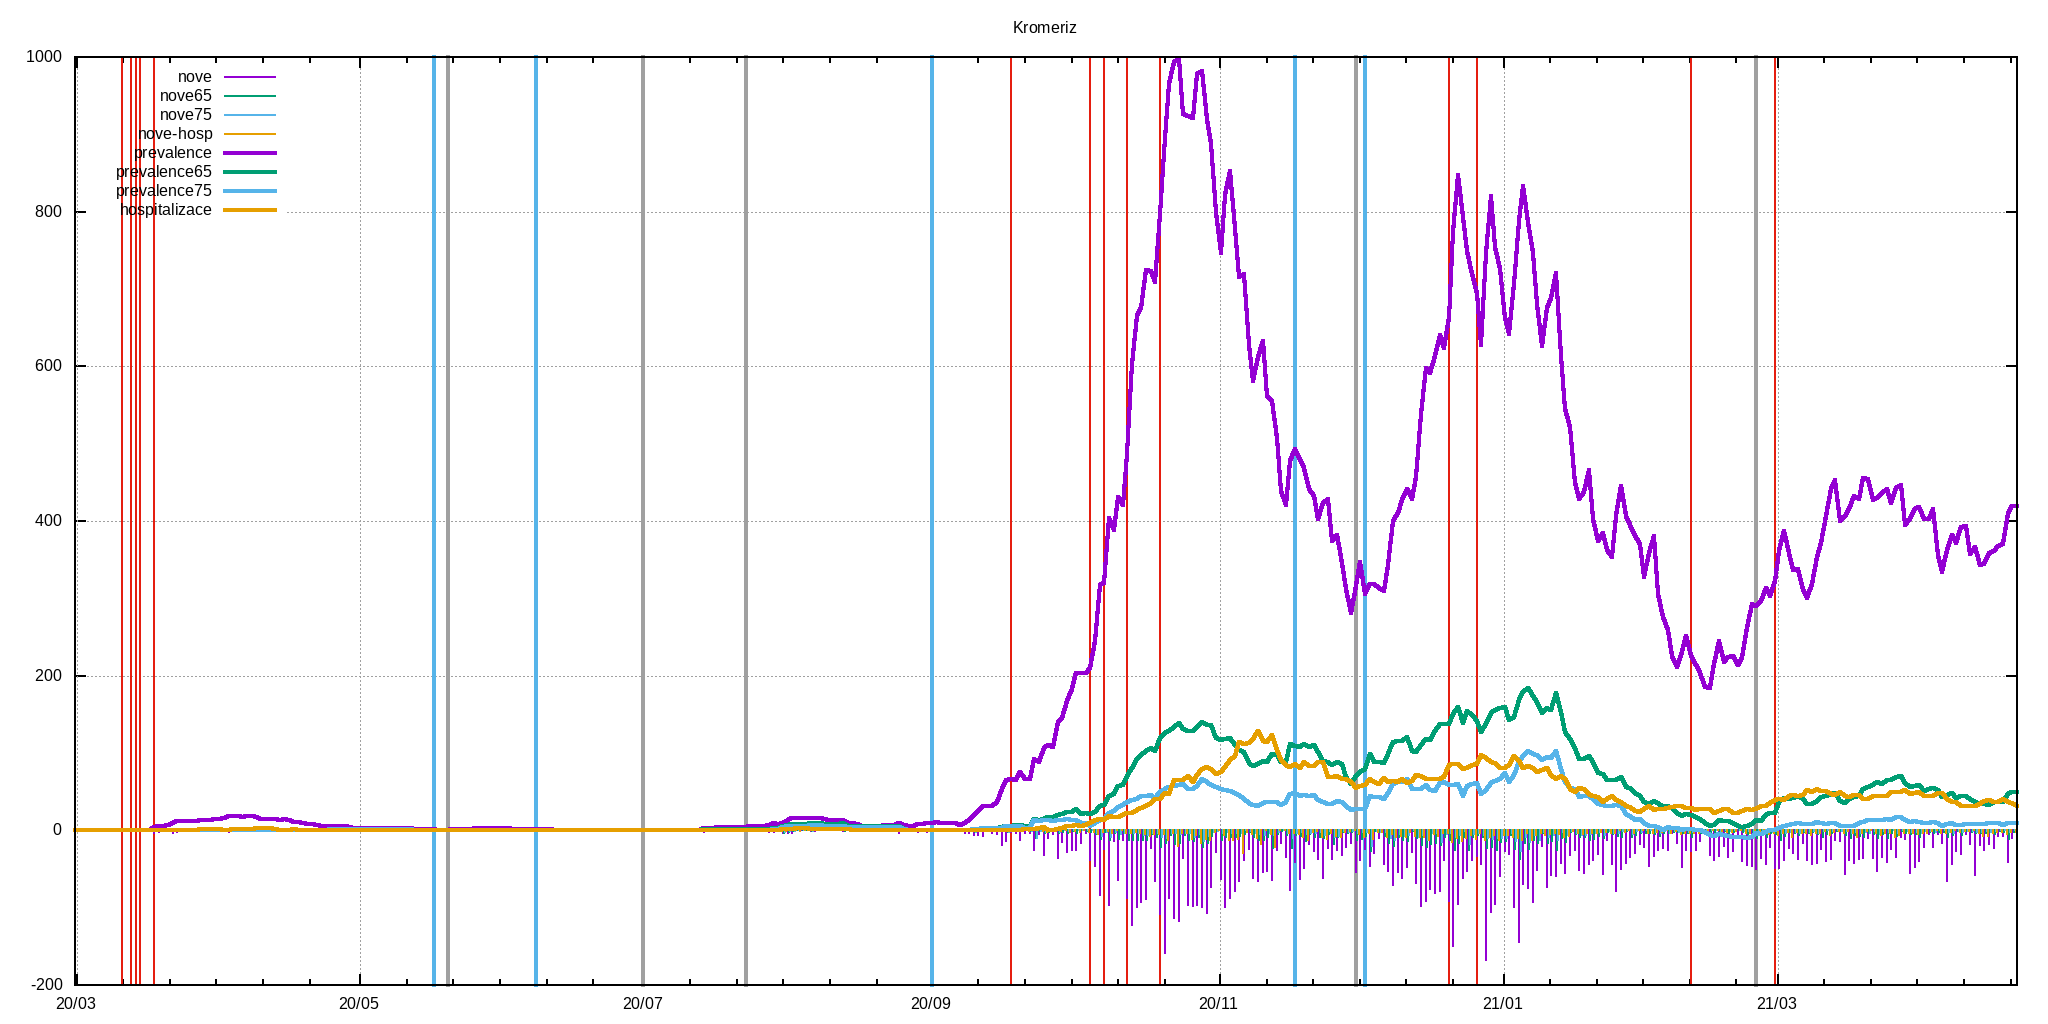 Kromeriz
1000
800
600
400
200
0
-200
nove
nove65
nove75
nove-hosp
prevalence
prevalence65
prevalence75
hospitalizace
20/03 20/05 20/07 20/09 20/11 21/01 21/03